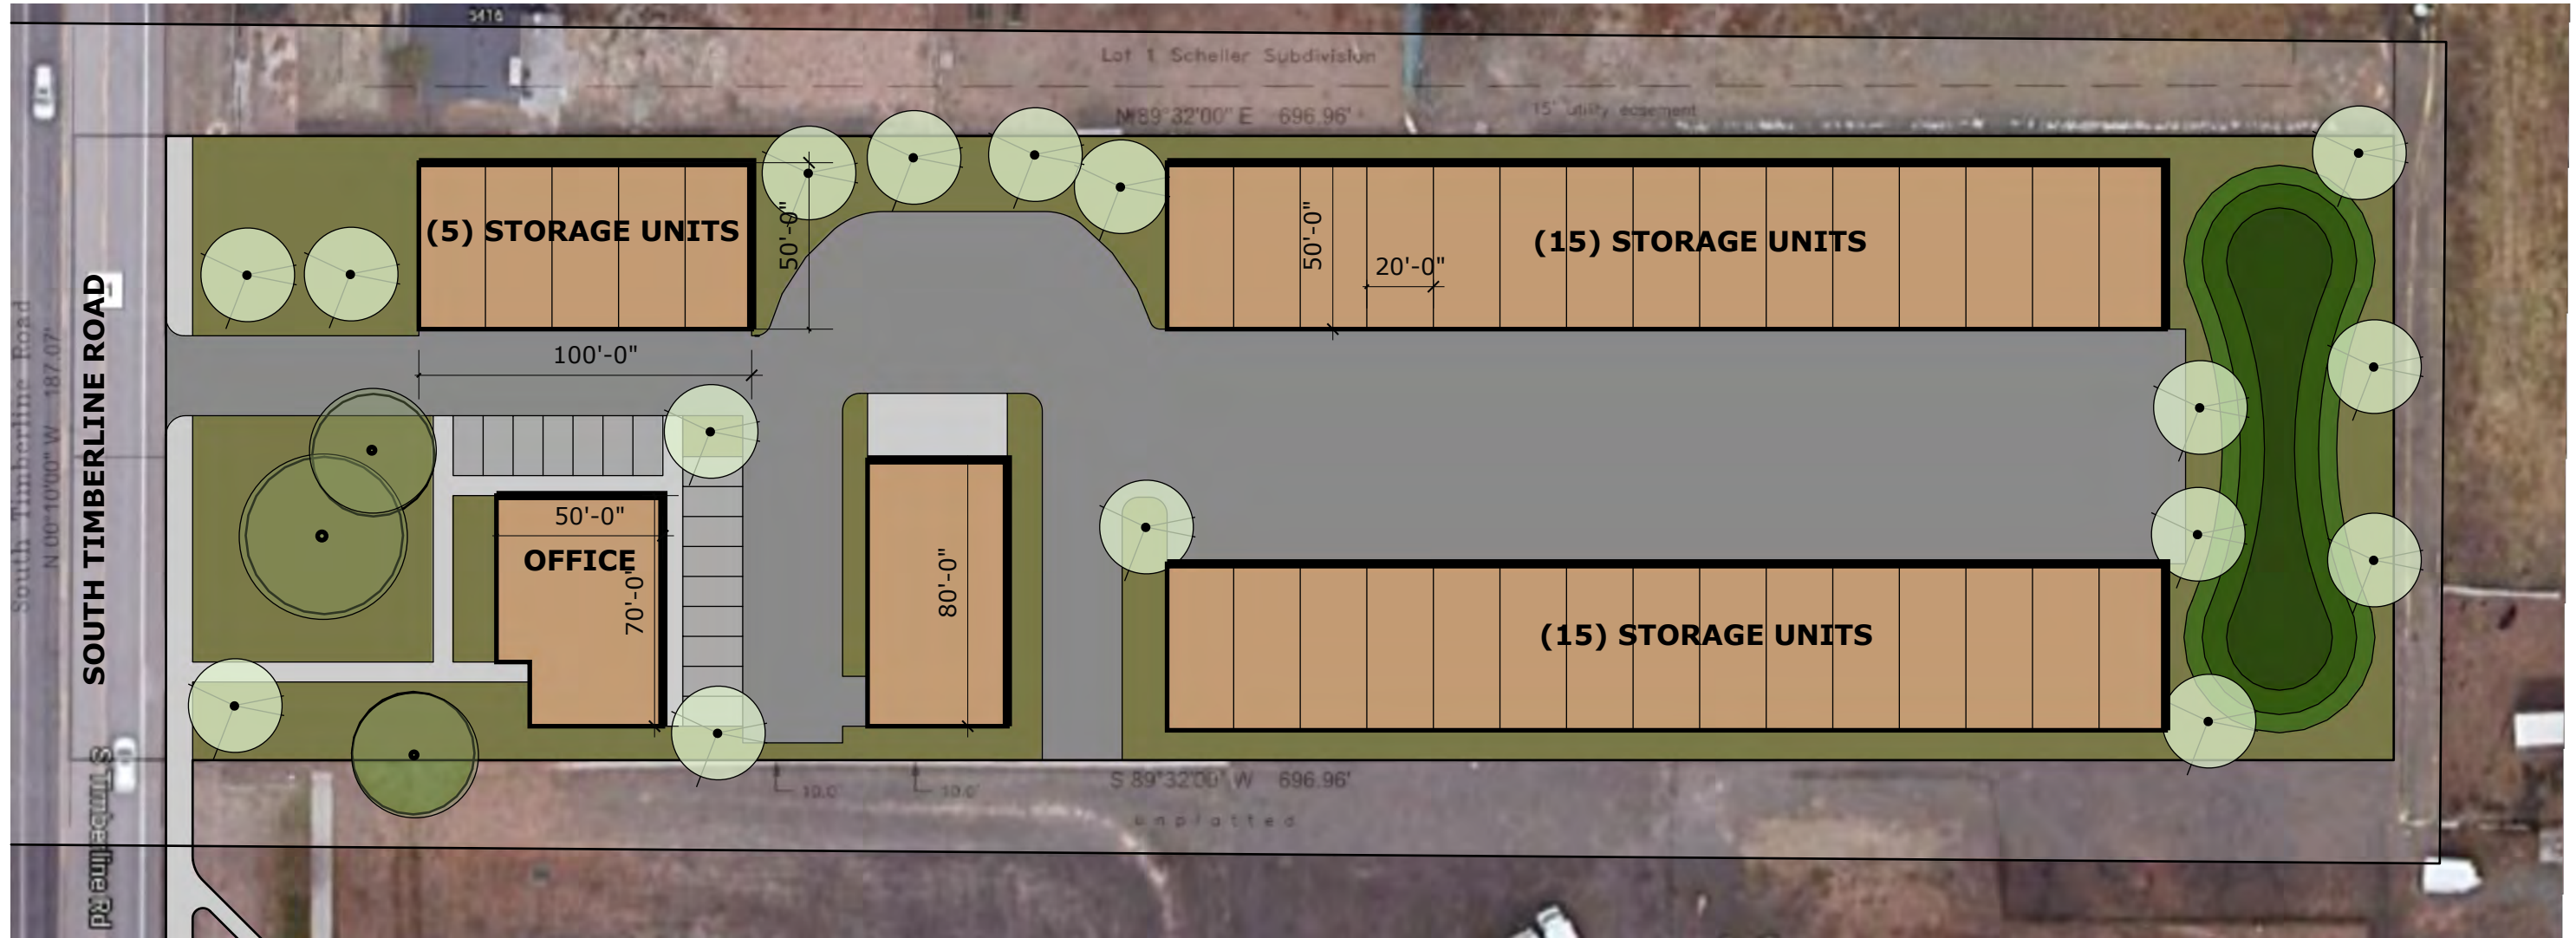 5416
Lot 1 Scheller Subdivision
N 89°32'00" E 696.96'
15' utility easement
(5) STORAGE UNITS
50'-0"
50'-0"
20'-0"
(15) STORAGE UNITS
100'-0"
SOUTH TIMBERLINE ROAD
South Timberline Road
N 00°10'00" W 187.07'
50'-0"
OFFICE
70'-0"
80'-0"
(15) STORAGE UNITS
S Timberline Rd
10.0'
10.0'
S 89°32'00" W 696.96'
unplatted